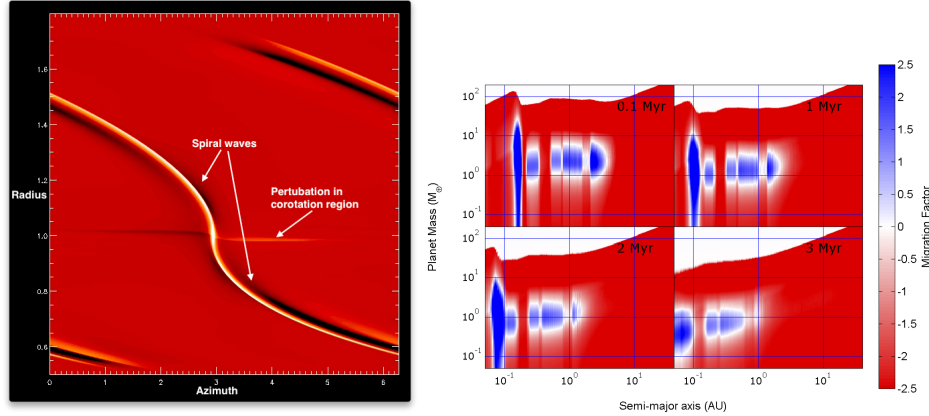 1.6
1.4
1.2
Radius
1.0
0.8
0.6
Spiral waves
Pertubation in
corotation region
0 1 2 3 4 5 6
Azimuth
Planet Mass (M⊕)
10² 10¹ 10⁰ 10⁻¹
0.1 Myr
1 Myr
10² 10¹ 10⁰ 10⁻¹
2 Myr
3 Myr
10⁻¹ 10⁰ 10¹ 10⁻¹ 10⁰ 10¹
Semi-major axis (AU)
2.5
2
1.5
1
0.5
0
-0.5
-1
-1.5
-2
-2.5
Migration Factor